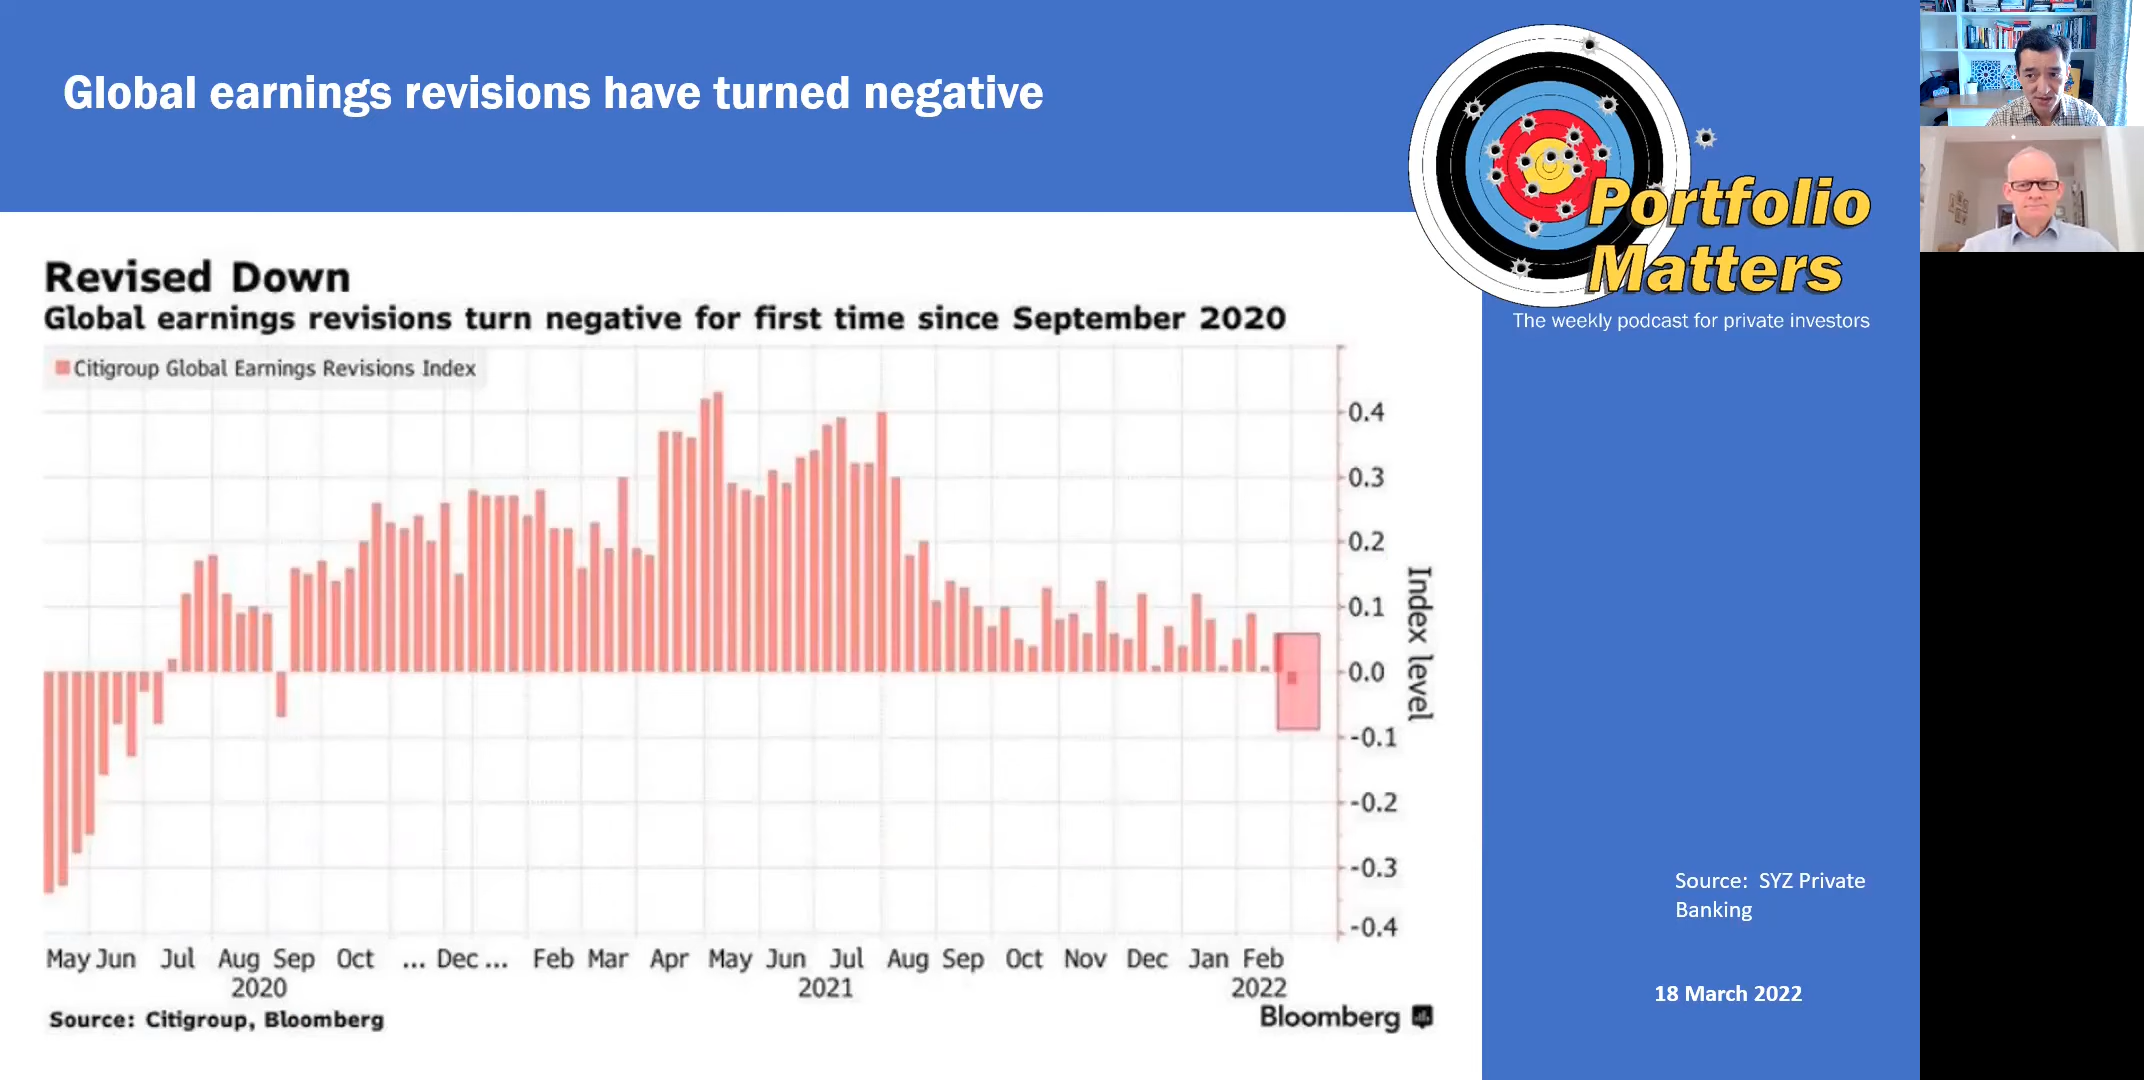 Global earnings revisions have turned negative
Portfolio
Matters
The weekly podcast for private investors
Revised Down
Global earnings revisions turn negative for first time since September 2020
Citigroup Global Earnings Revisions Index
0.4
0.3
0.2
0.1
0.0
-0.1
-0.2
-0.3
-0.4
Index level
May Jun Jul Aug Sep Oct ... Dec ... Feb Mar Apr May Jun Jul Aug Sep Oct Nov Dec Jan Feb
2020 2021 2022
Source: Citigroup, Bloomberg
Bloomberg
Source: SYZ Private
Banking
18 March 2022